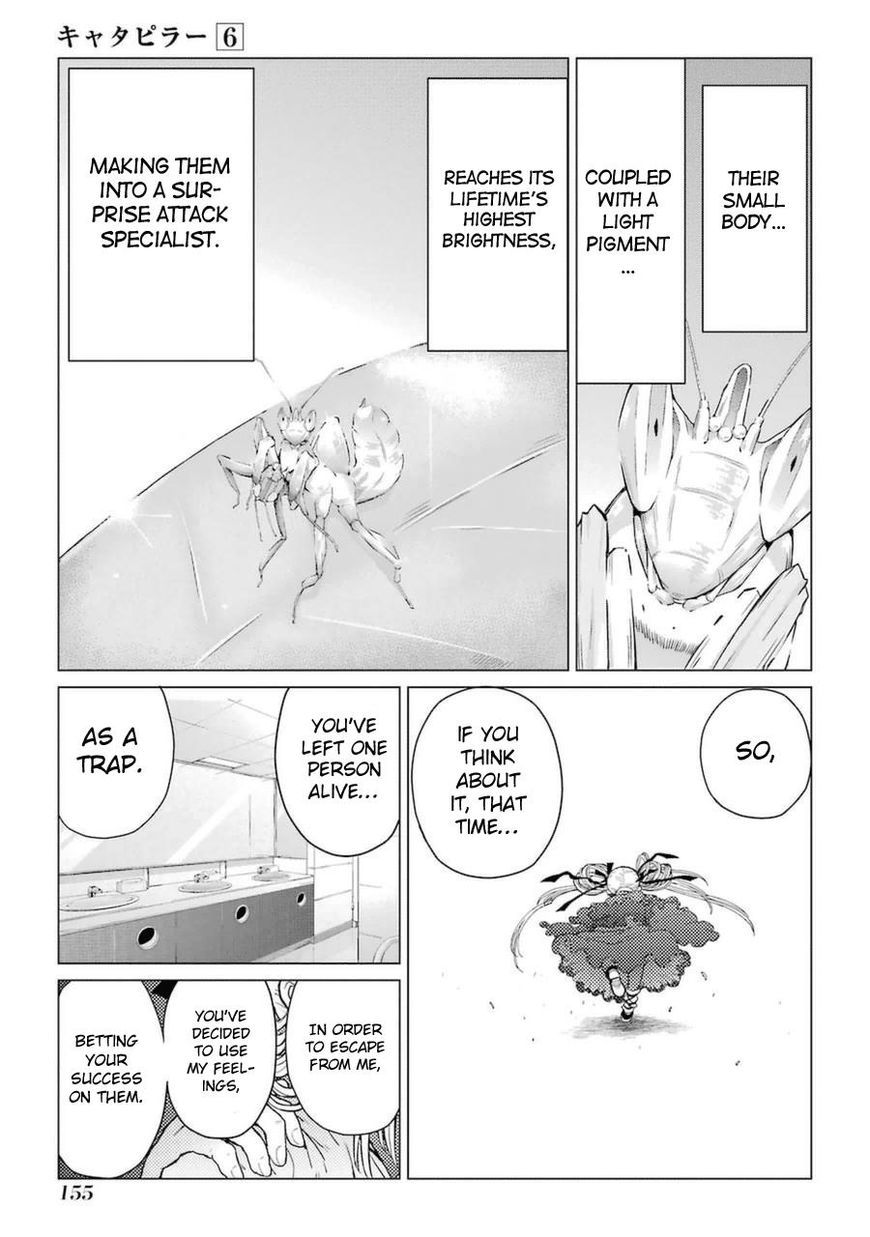 キャタピラー 6
THEIR
SMALL
BODY...
COUPLED
WITH A
LIGHT
PIGMENT
...
REACHES ITS
LIFETIME'S
HIGHEST
BRIGHTNESS,
MAKING THEM
INTO A SUR-
PRISE ATTACK
SPECIALIST.
SO,
IF YOU
THINK
ABOUT
IT, THAT
TIME...
YOU'VE
LEFT ONE
PERSON
ALIVE...
AS A
TRAP.
IN ORDER
TO ESCAPE
FROM ME,
YOU'VE
DECIDED
TO USE
MY FEEL-
INGS,
BETTING
YOUR
SUCCESS
ON THEM.
155